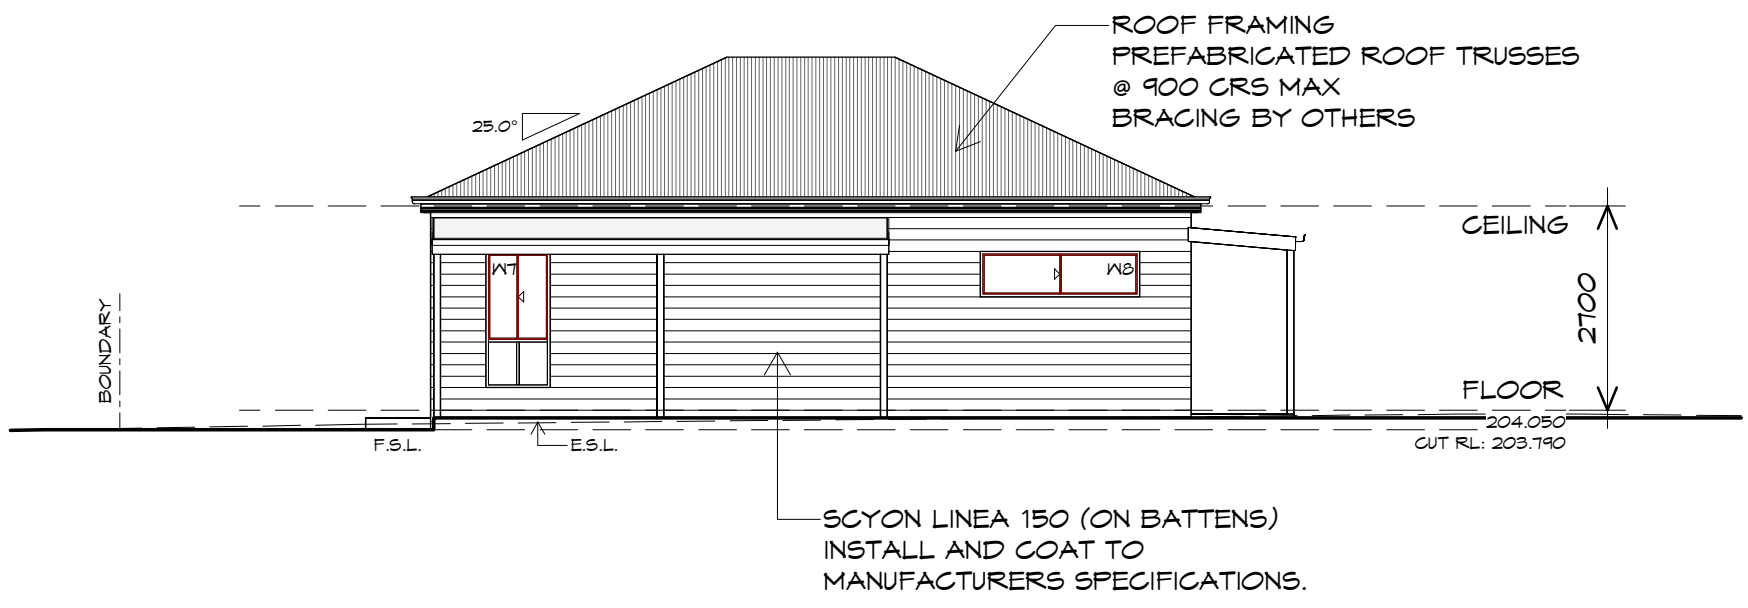 ROOF FRAMING
PREFABRICATED ROOF TRUSSES
@ 900 CRS MAX
BRACING BY OTHERS
25.0°
CEILING
W7
W8
2700
BOUNDARY
FLOOR
204.050
CUT RL: 203.790
F.S.L.
E.S.L.
SCYON LINEA 150 (ON BATTENS)
INSTALL AND COAT TO
MANUFACTURERS SPECIFICATIONS.